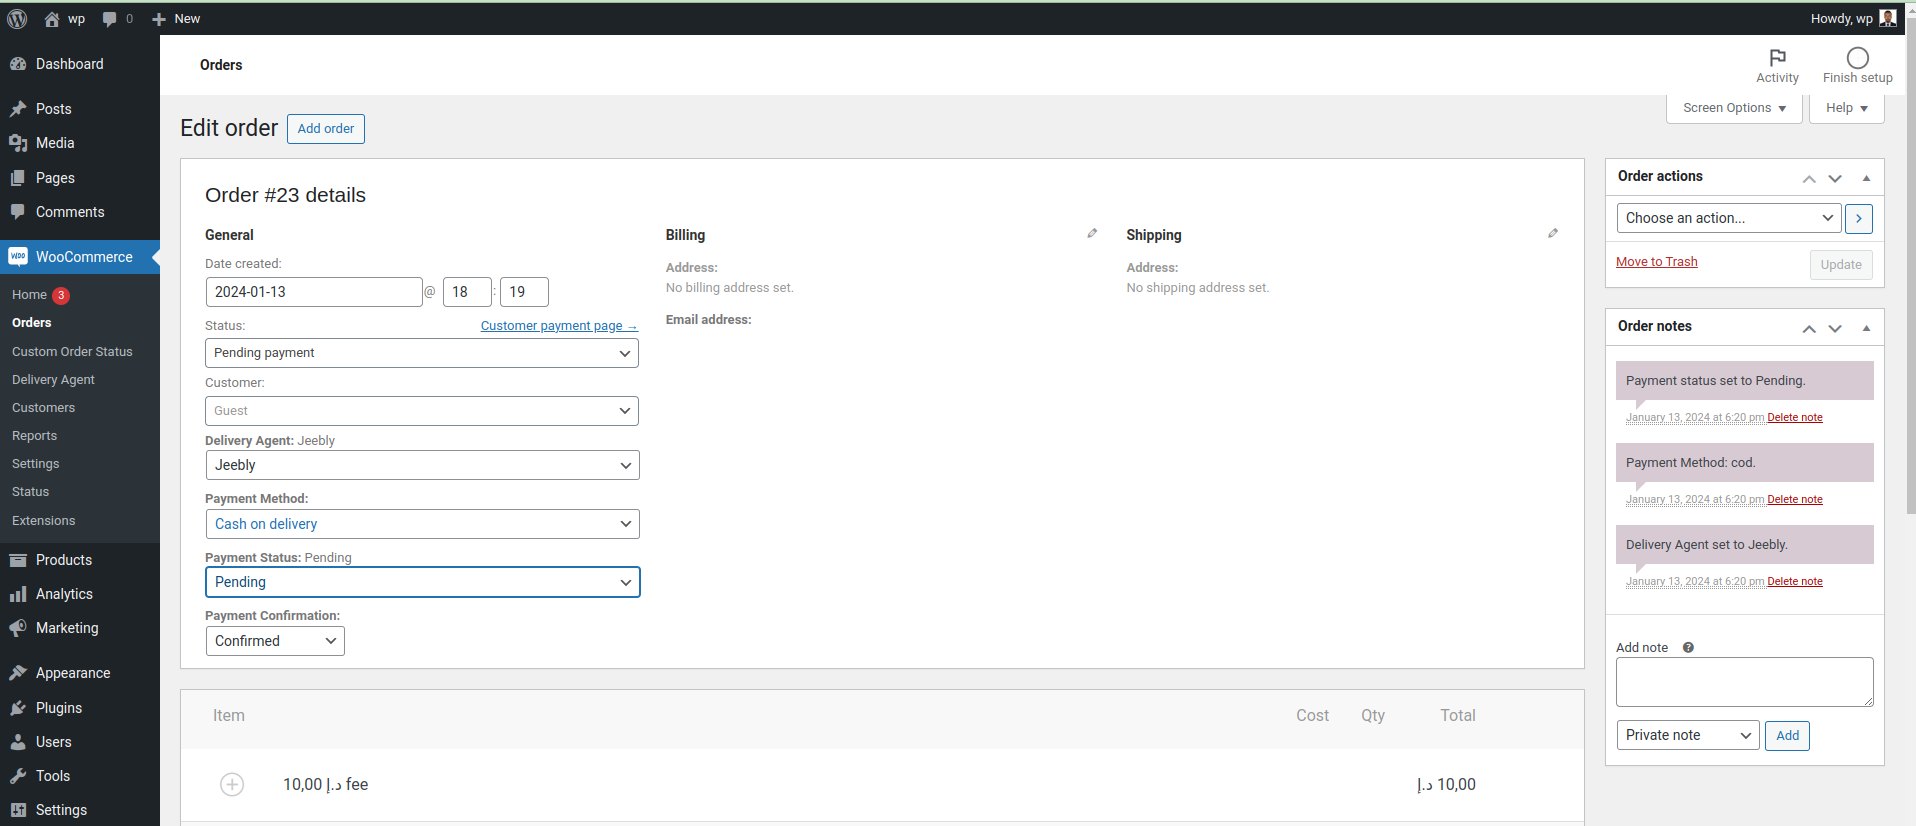 wp
0
New
Howdy, wp
Dashboard
Posts
Media
Pages
Comments
WooCommerce
Home 3
Orders
Custom Order Status
Delivery Agent
Customers
Reports
Settings
Status
Extensions
Products
Analytics
Marketing
Appearance
Plugins
Users
Tools
Settings
Orders
Activity
Finish setup
Screen Options
Help
Edit order
Add order
Order #23 details
General
Date created:
2024-01-13 @ 18 : 19
Status:
Customer payment page →
Pending payment
Customer:
Guest
Delivery Agent: Jeebly
Jeebly
Payment Method:
Cash on delivery
Payment Status: Pending
Pending
Payment Confirmation:
Confirmed
Billing
Address:
No billing address set.
Email address:
Shipping
Address:
No shipping address set.
Item
Cost
Qty
Total
10,00 د.إ fee
د.إ 10,00
Order actions
Choose an action...
Move to Trash
Update
Order notes
Payment status set to Pending.
January 13, 2024 at 6:20 pm Delete note
Payment Method: cod.
January 13, 2024 at 6:20 pm Delete note
Delivery Agent set to Jeebly.
January 13, 2024 at 6:20 pm Delete note
Add note ?
Private note
Add